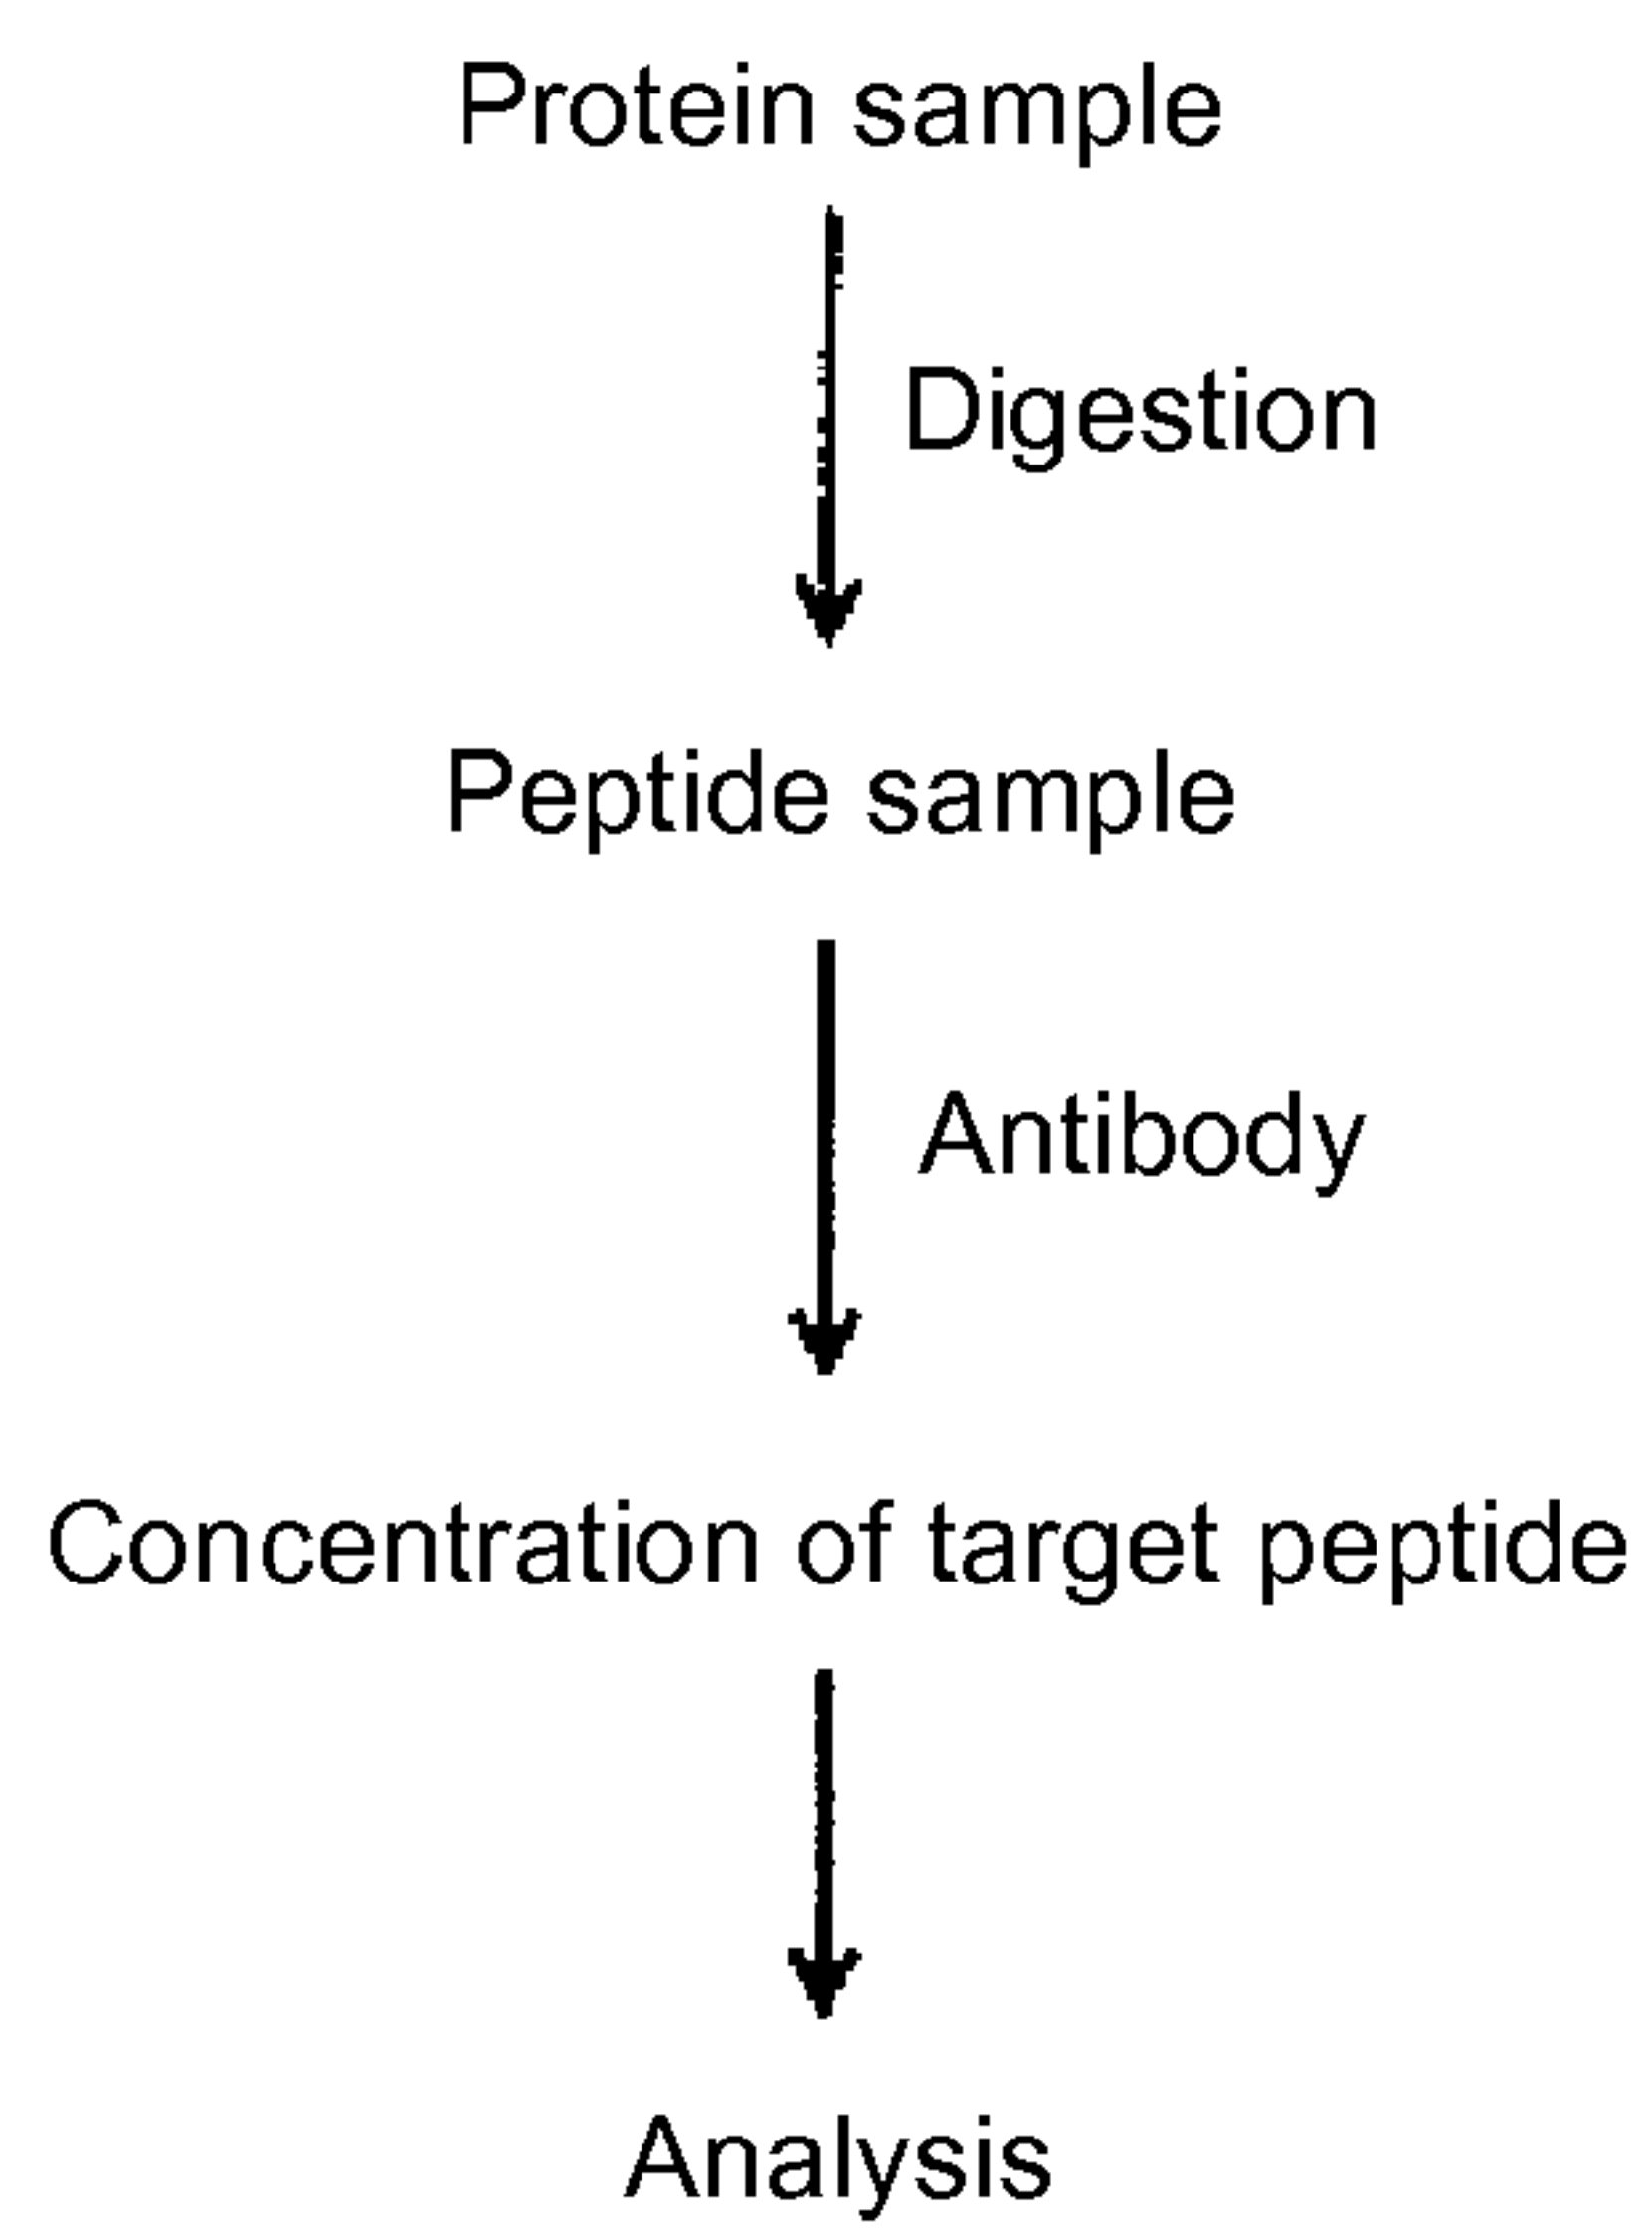 Protein sample
Digestion
Peptide sample
Antibody
Concentration of target peptide
Analysis